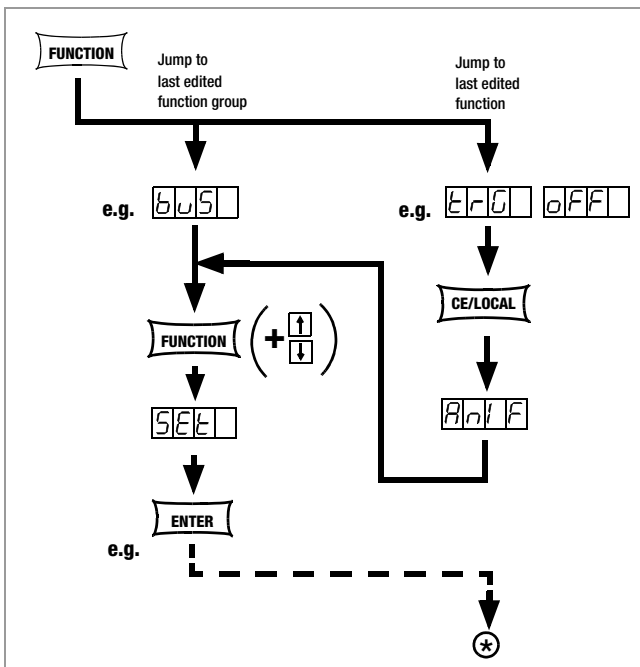 FUNCTION
Jump to
last edited
function group
Jump to
last edited
function
e.g. buS
e.g. trG oFF
FUNCTION
(+↑↓)
CE/LOCAL
SEt
AnIF
ENTER
e.g.
*